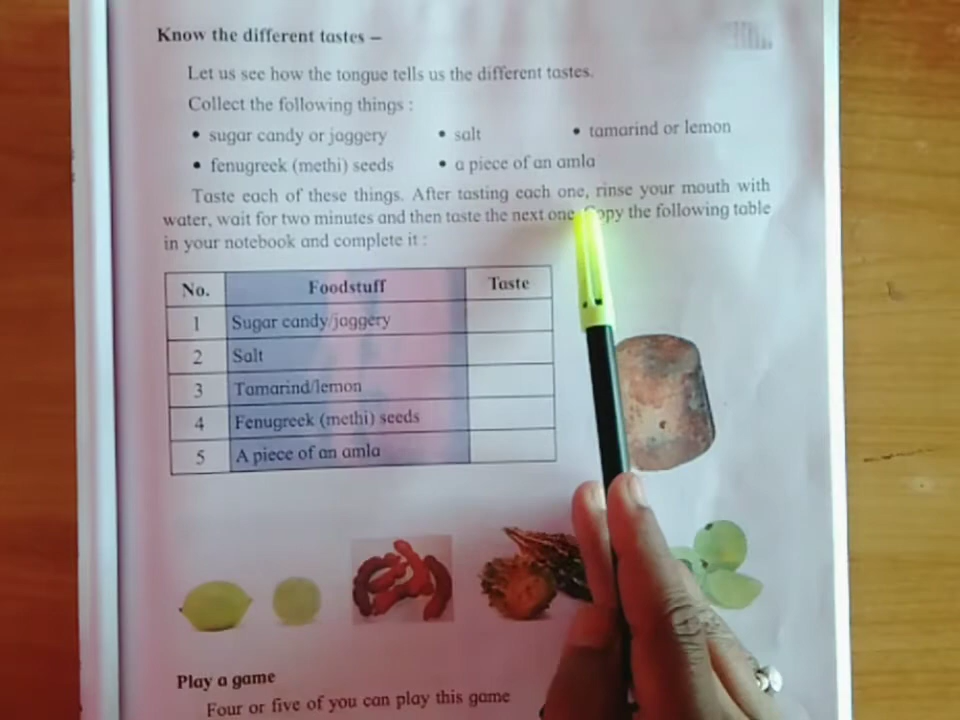 Know the different tastes –
Let us see how the tongue tells us the different tastes.
Collect the following things :
• sugar candy or jaggery • salt • tamarind or lemon
• fenugreek (methi) seeds • a piece of an amla
Taste each of these things. After tasting each one, rinse your mouth with
water, wait for two minutes and then taste the next one. Copy the following table
in your notebook and complete it :
No. Foodstuff Taste
1 Sugar candy/jaggery
2 Salt
3 Tamarind/lemon
4 Fenugreek (methi) seeds
5 A piece of an amla
Play a game
Four or five of you can play this game